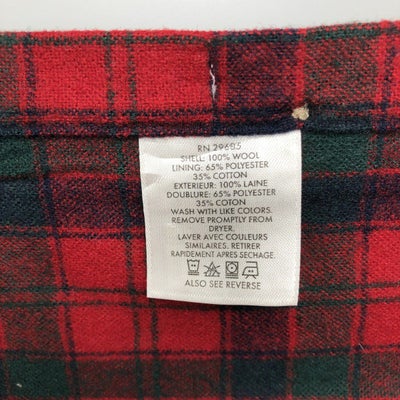 RN 29685
SHELL: 100% WOOL
LINING: 65% POLYESTER
35% COTTON
EXTERIEUR: 100% LAINE
DOUBLURE: 65% POLYESTER
35% COTON
WASH WITH LIKE COLORS.
REMOVE PROMPTLY FROM
DRYER.
LAVER AVEC COULEURS
SIMILAIRES. RETIRER
RAPIDEMENT APRES SECHAGE.
ALSO SEE REVERSE